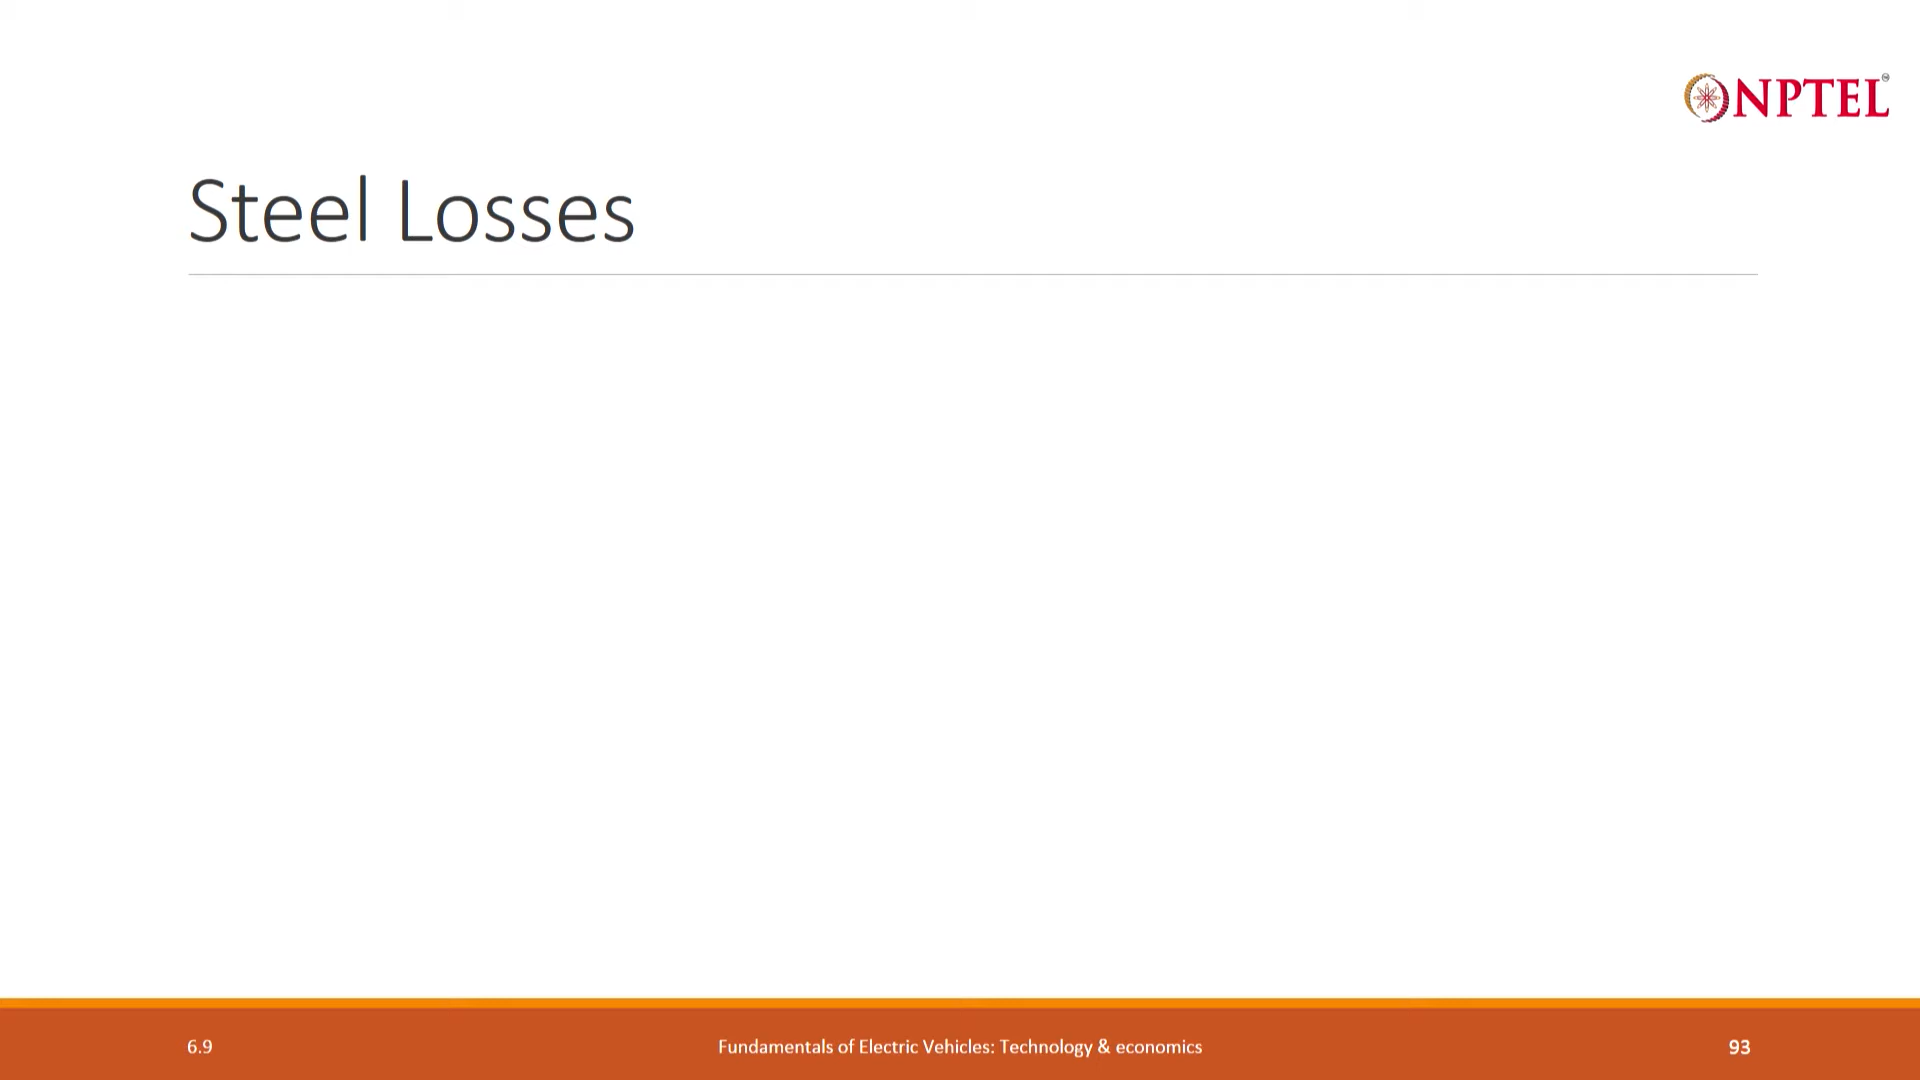 NPTEL
Steel Losses
6.9
Fundamentals of Electric Vehicles: Technology & economics
93